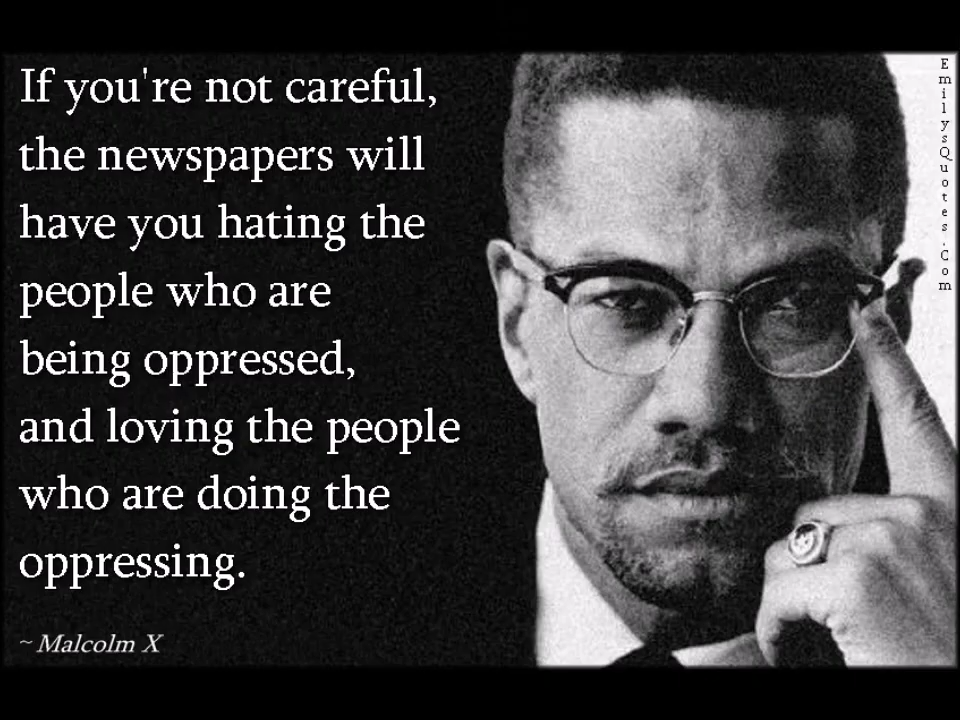 If you're not careful,
the newspapers will
have you hating the
people who are
being oppressed,
and loving the people
who are doing the
oppressing.
~ Malcolm X
EmilysQuotes.Com